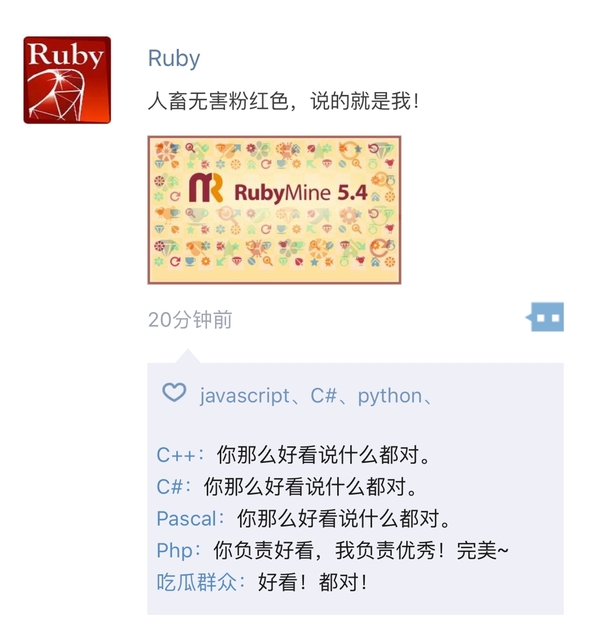 Ruby
Ruby
人畜无害粉红色，说的就是我！
RubyMine 5.4
20分钟前
javascript、C#、python、
C++：你那么好看说什么都对。
C#：你那么好看说什么都对。
Pascal：你那么好看说什么都对。
Php：你负责好看，我负责优秀！完美~
吃瓜群众：好看！都对！